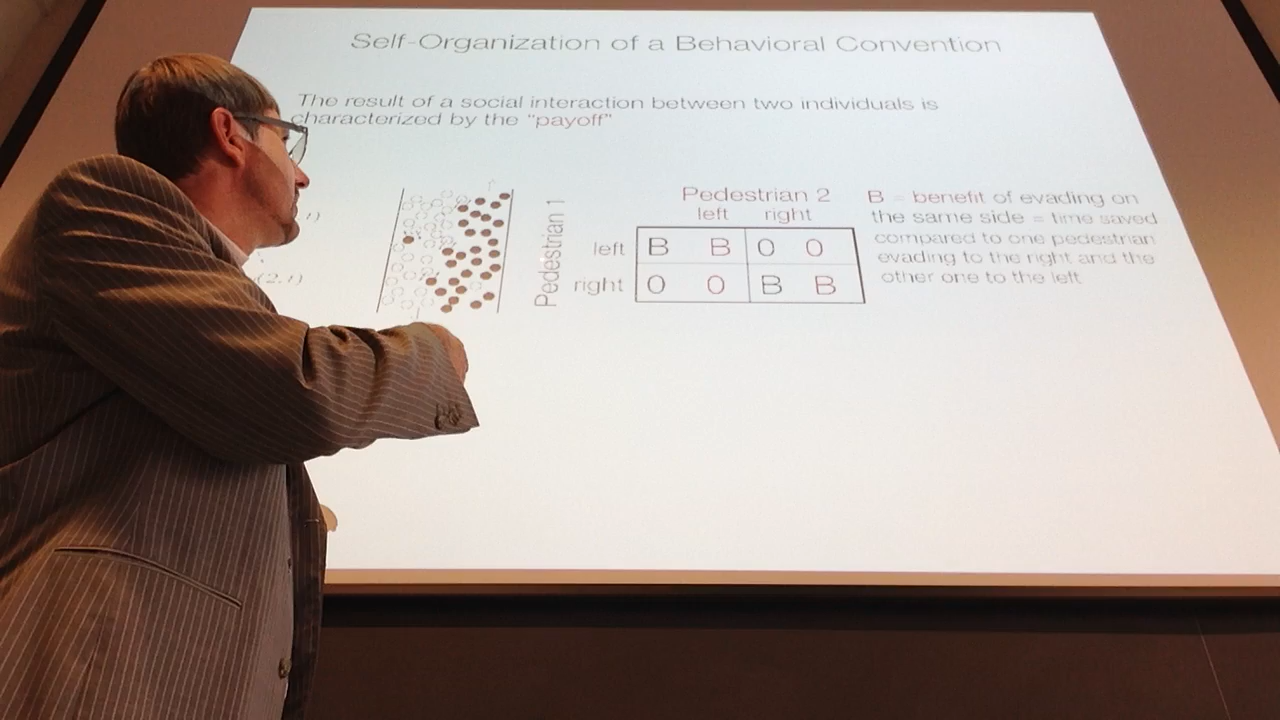 Self-Organization of a Behavioral Convention
The result of a social interaction between two individuals is
characterized by the "payoff"
Pedestrian 1
Pedestrian 2
left right
left B B 0 0
right 0 0 B B
B = benefit of evading on
the same side = time saved
compared to one pedestrian
evading to the right and the
other one to the left